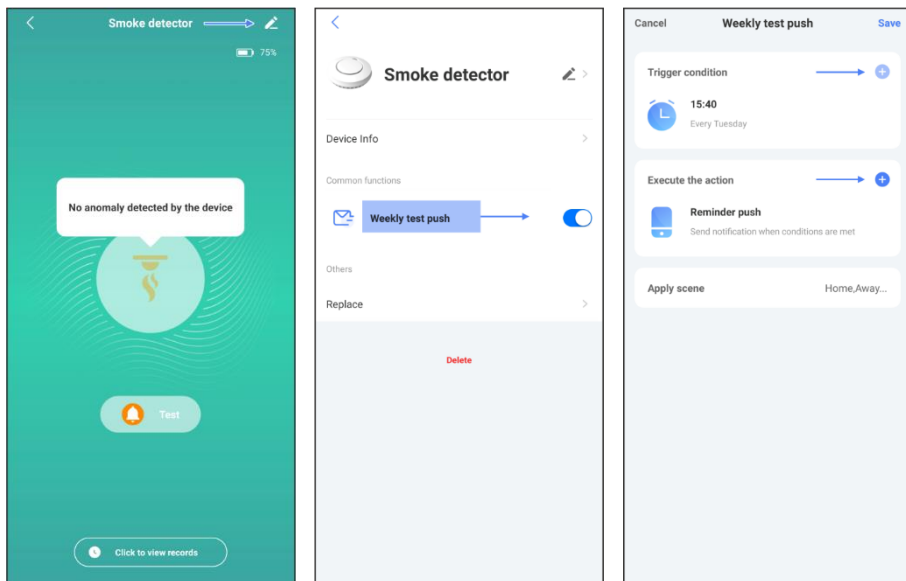 Smoke detector
75%
No anomaly detected by the device
Test
Click to view records
Smoke detector
Device Info
Common functions
Weekly test push
Others
Replace
Delete
Cancel
Weekly test push
Save
Trigger condition
15:40
Every Tuesday
Execute the action
Reminder push
Send notification when conditions are met
Apply scene
Home,Away...